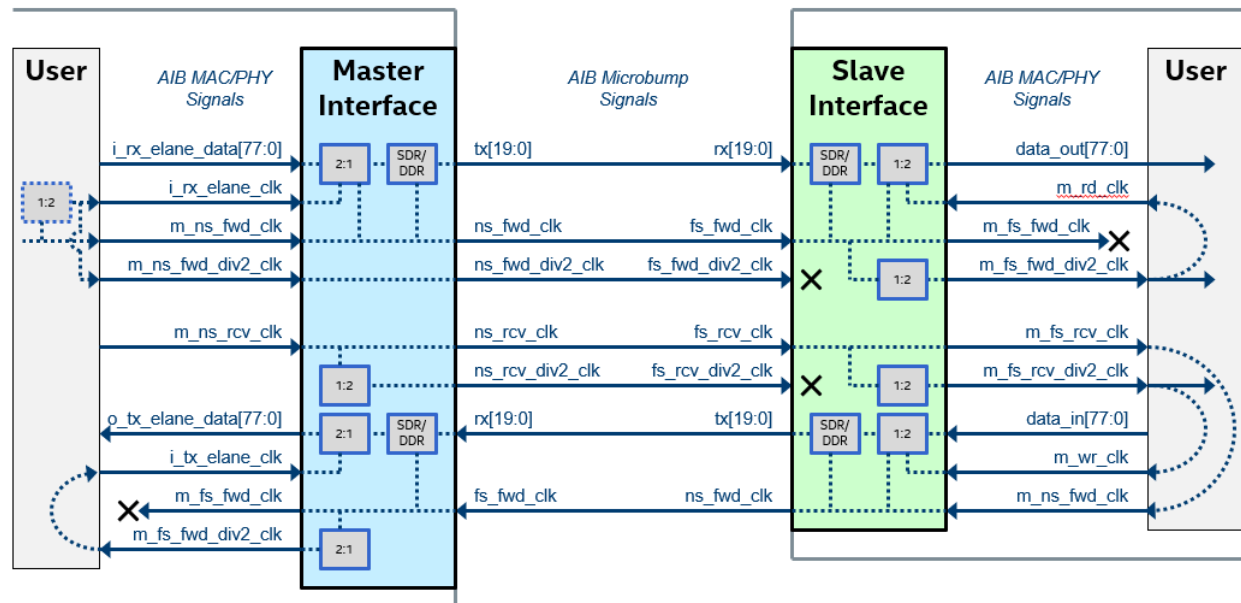 User
AIB MAC/PHY
Signals
Master
Interface
AIB Microbump
Signals
Slave
Interface
AIB MAC/PHY
Signals
User
i_rx_elane_data[77:0]
2:1
SDR/
DDR
tx[19:0]
rx[19:0]
SDR/
DDR
1:2
data_out[77:0]
1:2
i_rx_elane_clk
m_rd_clk
m_ns_fwd_clk
ns_fwd_clk
fs_fwd_clk
m_fs_fwd_clk
m_ns_fwd_div2_clk
ns_fwd_div2_clk
fs_fwd_div2_clk
1:2
m_fs_fwd_div2_clk
m_ns_rcv_clk
ns_rcv_clk
fs_rcv_clk
m_fs_rcv_clk
1:2
ns_rcv_div2_clk
fs_rcv_div2_clk
1:2
m_fs_rcv_div2_clk
o_tx_elane_data[77:0]
2:1
SDR/
DDR
rx[19:0]
tx[19:0]
SDR/
DDR
1:2
data_in[77:0]
i_tx_elane_clk
m_wr_clk
m_fs_fwd_clk
fs_fwd_clk
ns_fwd_clk
m_ns_fwd_clk
m_fs_fwd_div2_clk
2:1